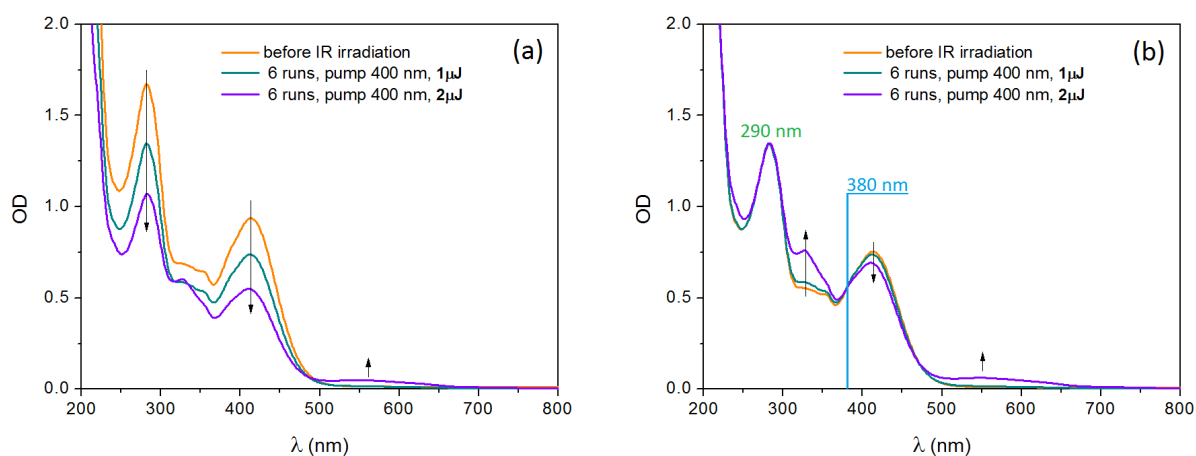 (a)
before IR irradiation
6 runs, pump 400 nm, 1μJ
6 runs, pump 400 nm, 2μJ
OD
2.0
1.5
1.0
0.5
0.0
200 300 400 500 600 700 800
λ (nm)
(b)
before IR irradiation
6 runs, pump 400 nm, 1μJ
6 runs, pump 400 nm, 2μJ
290 nm
380 nm
OD
2.0
1.5
1.0
0.5
0.0
200 300 400 500 600 700 800
λ (nm)